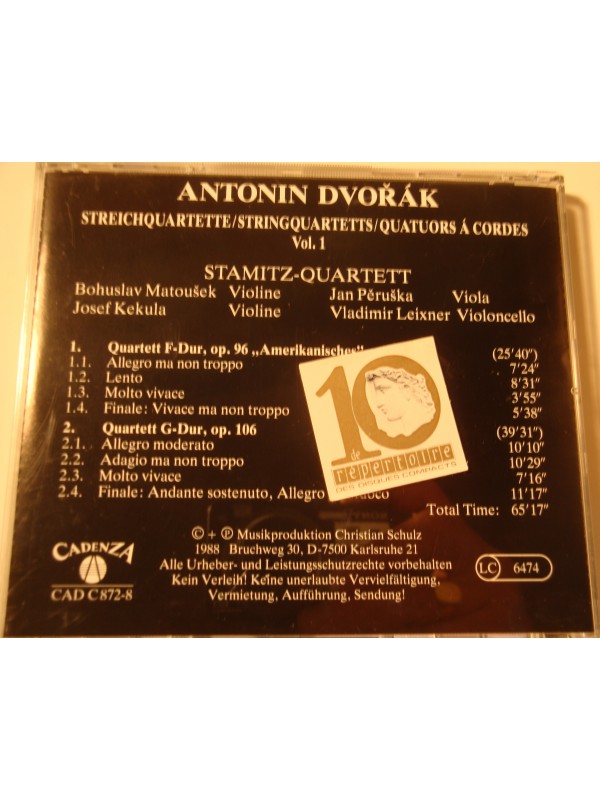 ANTONIN DVOŘÁK
STREICHQUARTETTE/STRINGQUARTETTS/QUATUORS Á CORDES
Vol. 1
STAMITZ-QUARTETT
Bohuslav Matoušek Violine Jan Pěruška Viola
Josef Kekula Violine Vladimir Leixner Violoncello
1. Quartett F-Dur, op. 96 „Amerikanisches" (25'40")
1.1. Allegro ma non troppo 7'24"
1.2. Lento 8'31"
1.3. Molto vivace 3'55"
1.4. Finale: Vivace ma non troppo 5'38"
2. Quartett G-Dur, op. 106 (39'31")
2.1. Allegro moderato 10'10"
2.2. Adagio ma non troppo 10'29"
2.3. Molto vivace 7'16"
2.4. Finale: Andante sostenuto, Allegro 11'17"
Total Time: 65'17"
10
de
repertoire
DES DISQUES COMPACTS
© + ℗ Musikproduktion Christian Schulz
1988 Bruchweg 30, D-7500 Karlsruhe 21
Alle Urheber- und Leistungsschutzrechte vorbehalten
Kein Verleih! Keine unerlaubte Vervielfältigung,
Vermietung, Aufführung, Sendung!
CADENZA
CAD C 872-8
LC 6474